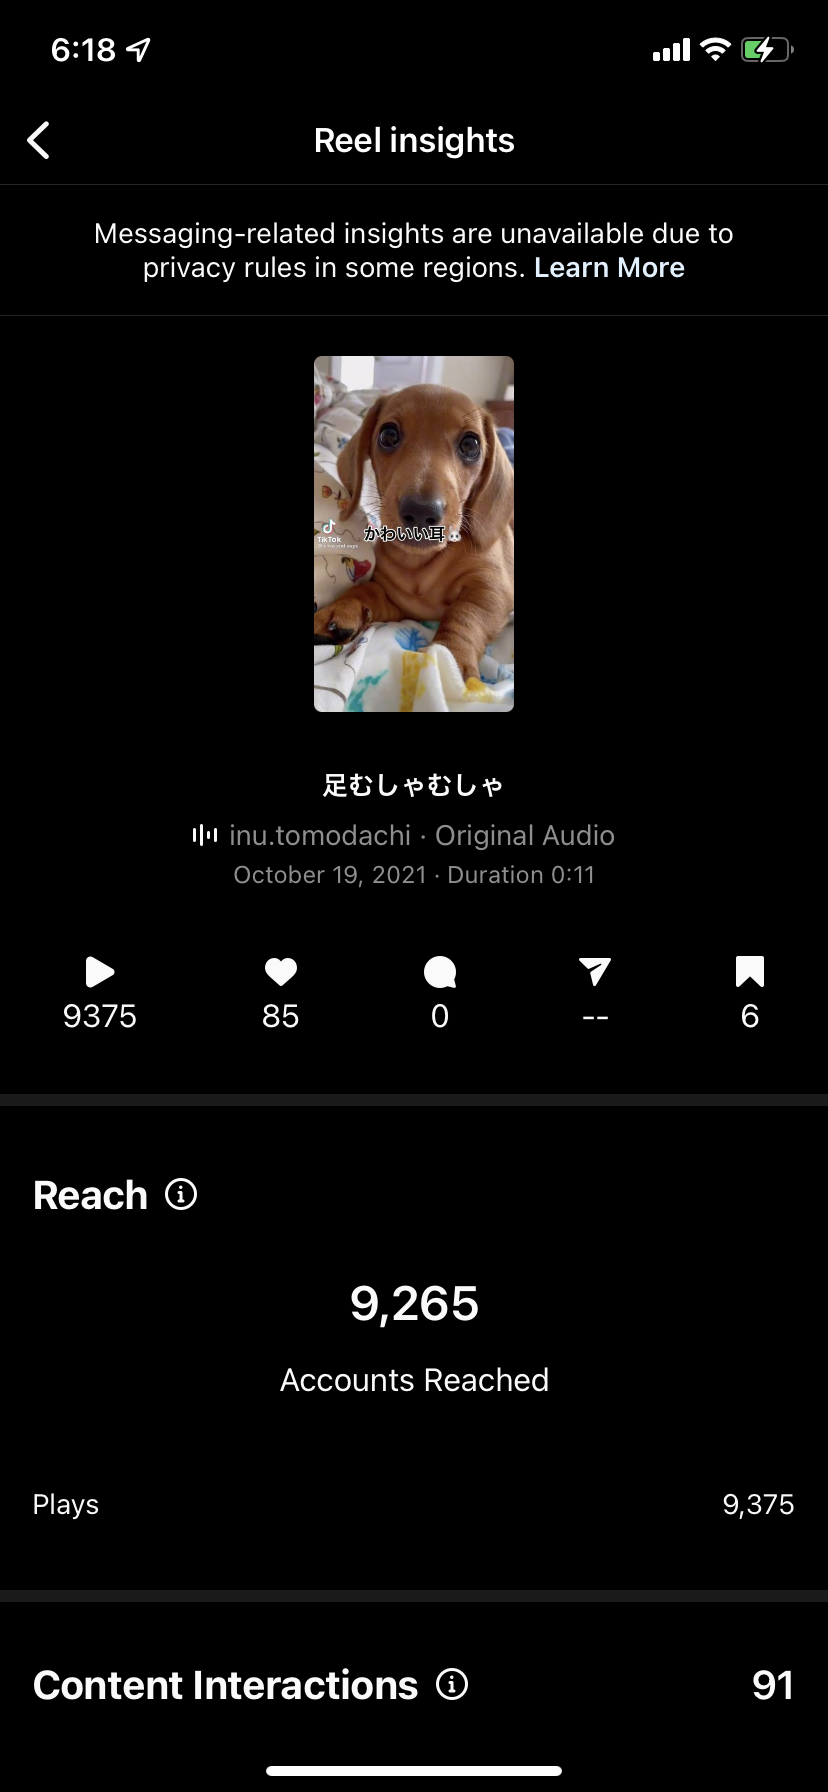 6:18
Reel insights
Messaging-related insights are unavailable due to
privacy rules in some regions. Learn More
TikTok
かわいい耳🐰
足むしゃむしゃ
inu.tomodachi · Original Audio
October 19, 2021 · Duration 0:11
9375 85 0 -- 6
Reach
9,265
Accounts Reached
Plays 9,375
Content Interactions 91